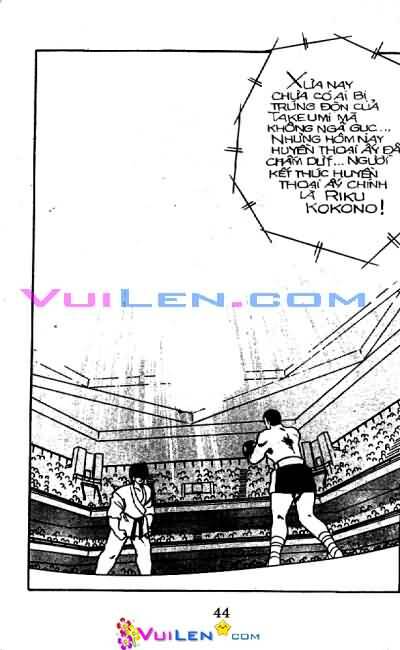 XƯA NAY
CHƯA CÓ AI BỊ
TRÚNG ĐÒN CỦA
TAKEUMI MÀ
KHÔNG NGÃ GỤC...
NHƯNG HÔM NAY
HUYỀN THOẠI ẤY ĐÃ
CHẤM DỨT... NGƯỜI
KẾT THÚC HUYỀN
THOẠI ẤY CHÍNH
LÀ RIKU
KOKONO!
VUILEN.COM
44
VUILEN